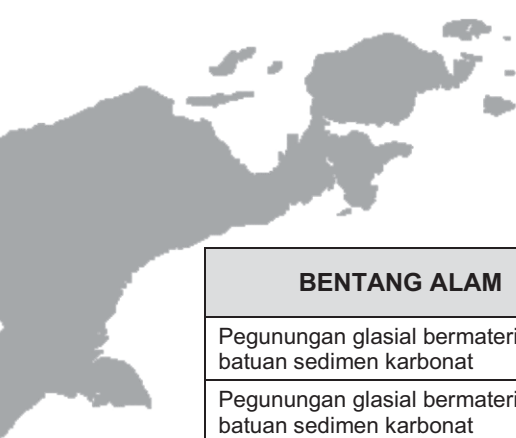 BENTANG ALAM
Pegunungan glasial bermateri
batuan sedimen karbonat
Pegunungan glasial bermateri
batuan sedimen karbonat